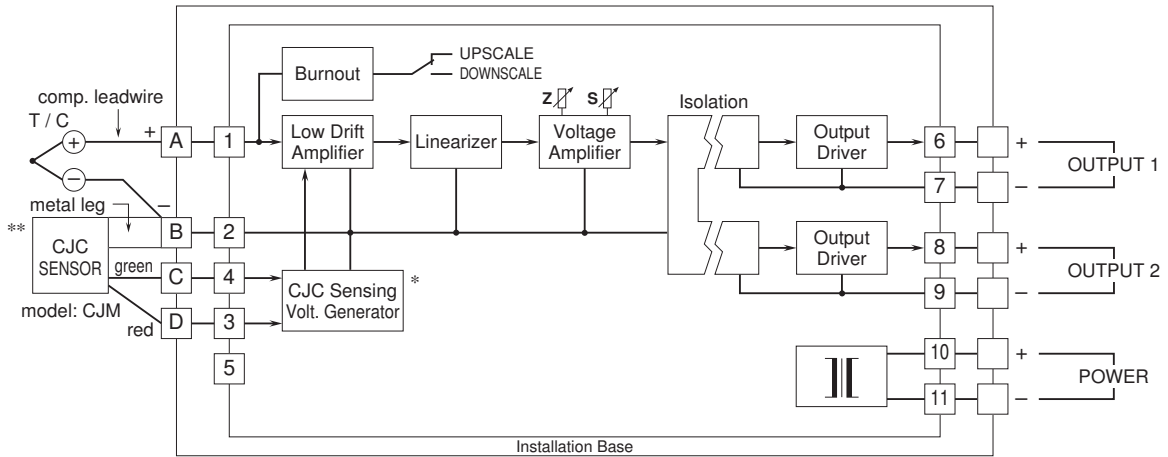 UPSCALE
DOWNSCALE
Burnout
comp. leadwire
T / C
+
+
−
−
metal leg
A
1
Low Drift
Amplifier
Linearizer
Z
S
Voltage
Amplifier
Isolation
Output
Driver
6
+
7
−
OUTPUT 1
**
CJC
SENSOR
B
2
green
C
4
model: CJM
red
D
3
5
CJC Sensing
Volt. Generator
*
Output
Driver
8
+
9
−
OUTPUT 2
10
+
11
−
POWER
Installation Base